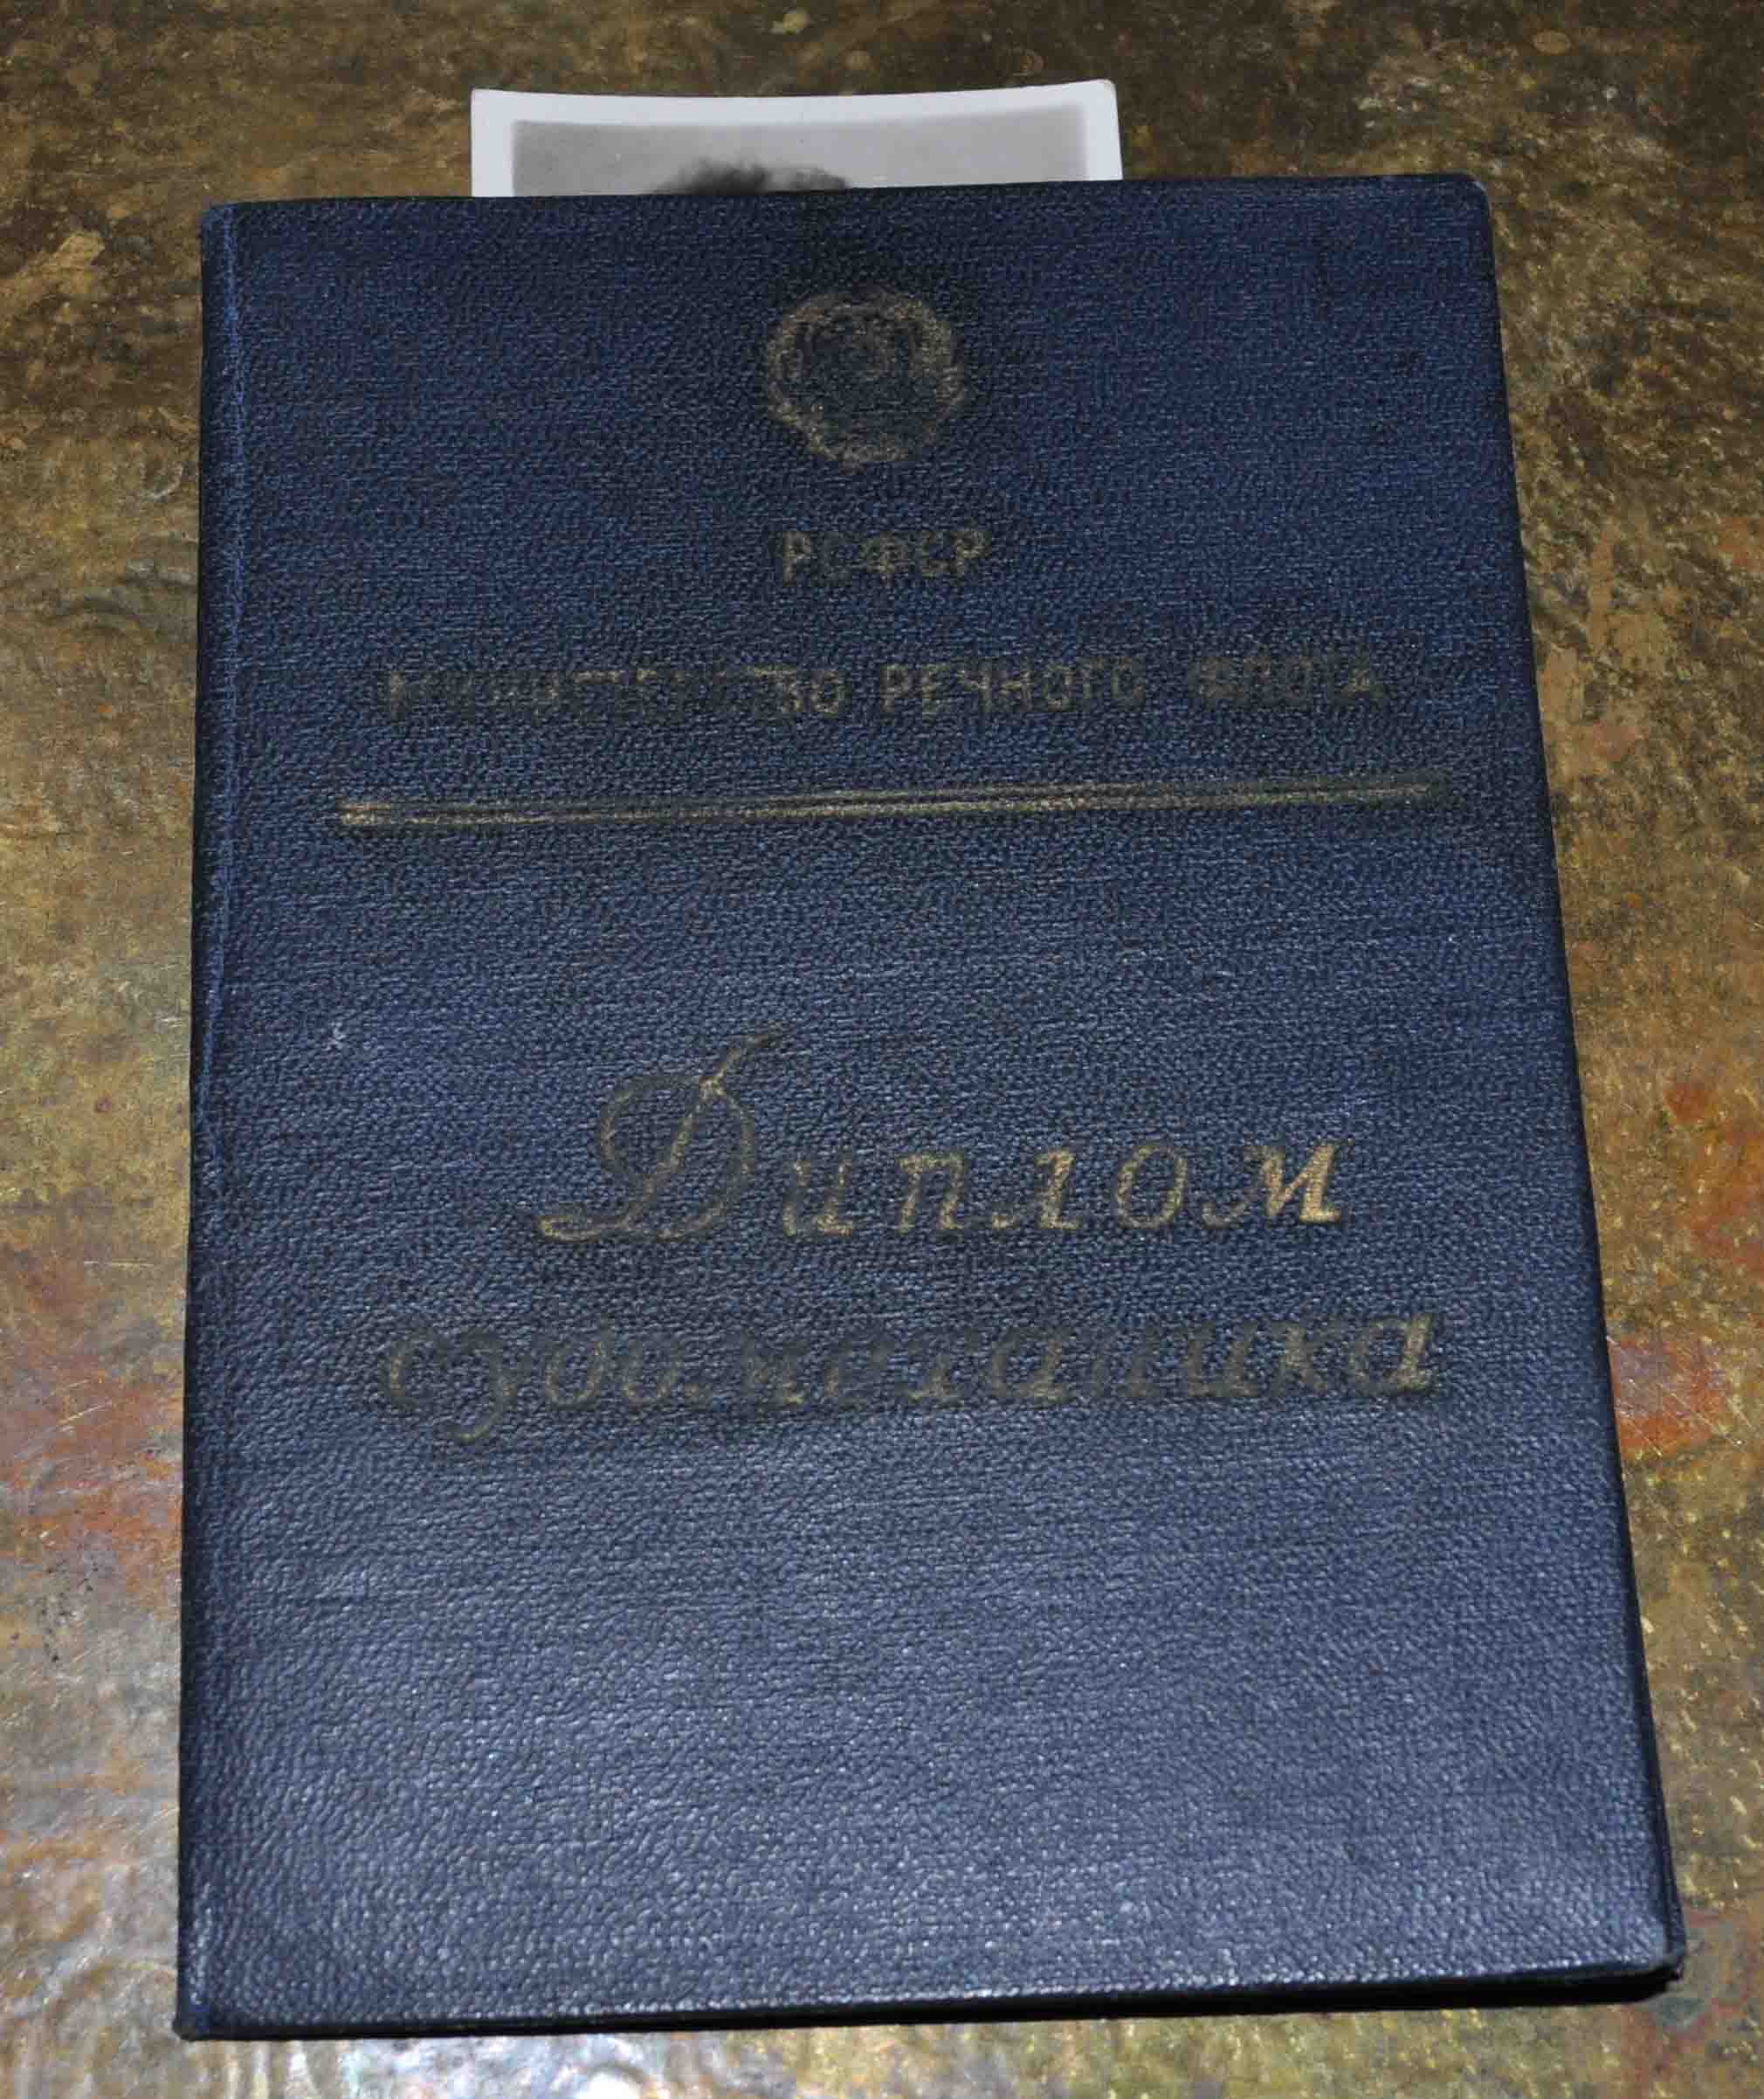 РСФСР
МИНИСТЕРСТВО РЕЧНОГО ФЛОТА
Диплом
судомеханика